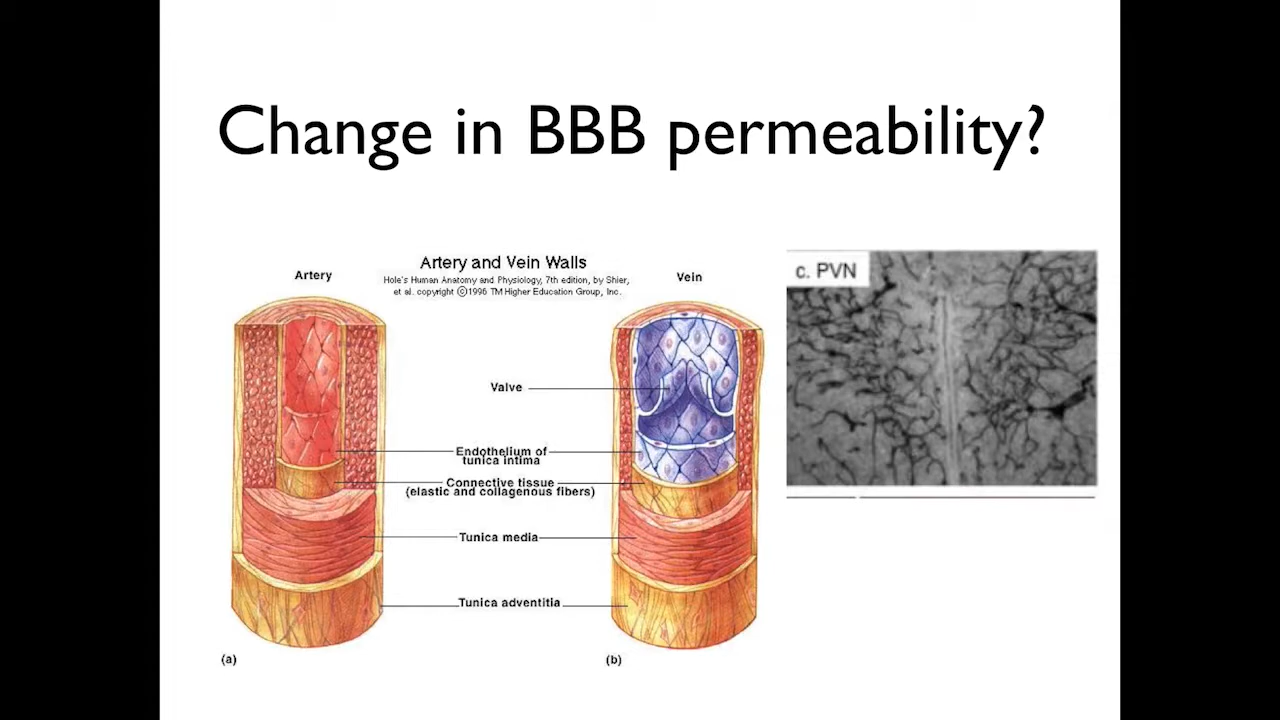 Change in BBB permeability?
Artery and Vein Walls
Hole's Human Anatomy and Physiology, 7th edition, by Shier,
et al. copyright ©1996 TM Higher Education Group, Inc.
Artery
Vein
c. PVN
Valve
Endothelium of
tunica intima
Connective tissue
(elastic and collagenous fibers)
Tunica media
Tunica adventitia
(a)
(b)